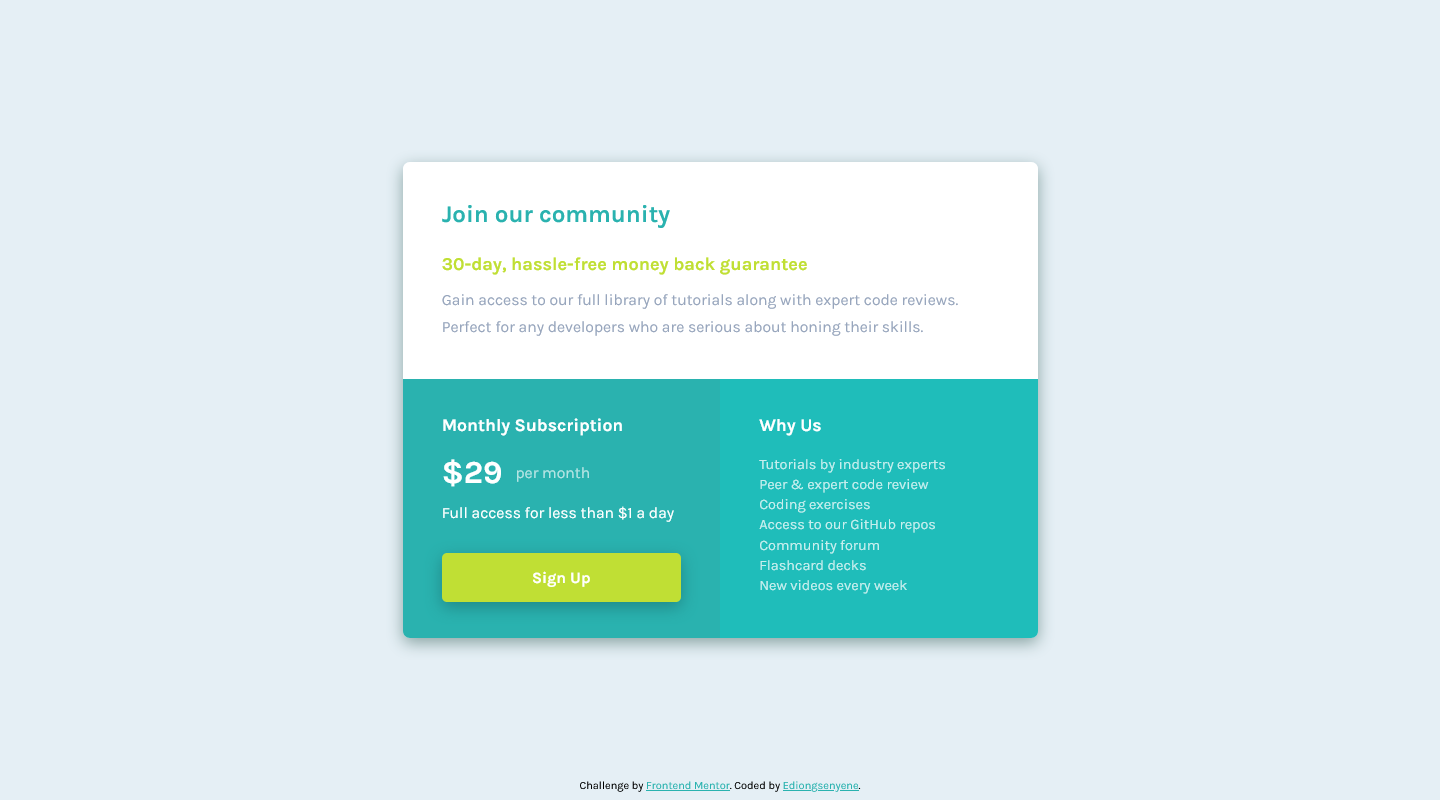 Join our community
30-day, hassle-free money back guarantee
Gain access to our full library of tutorials along with expert code reviews.
Perfect for any developers who are serious about honing their skills.
Monthly Subscription
$29 per month
Full access for less than $1 a day
Sign Up
Why Us
Tutorials by industry experts
Peer & expert code review
Coding exercises
Access to our GitHub repos
Community forum
Flashcard decks
New videos every week
Challenge by Frontend Mentor. Coded by Ediongsenyene.